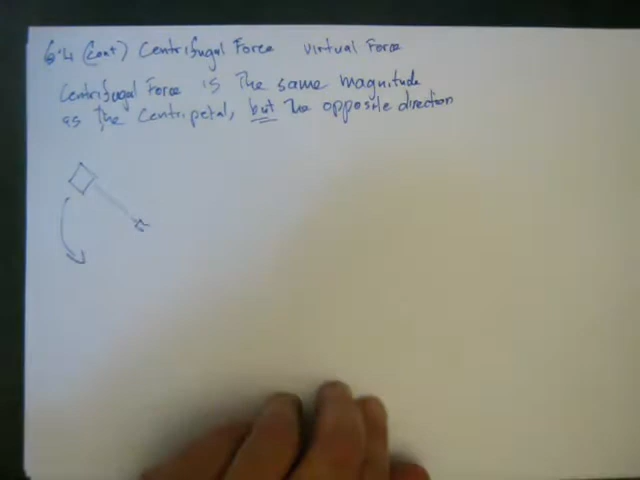 6.4 (cont) Centrifugal Force virtual Force
Centrifugal Force is the same magnitude
as the Centripetal, but the opposite direction